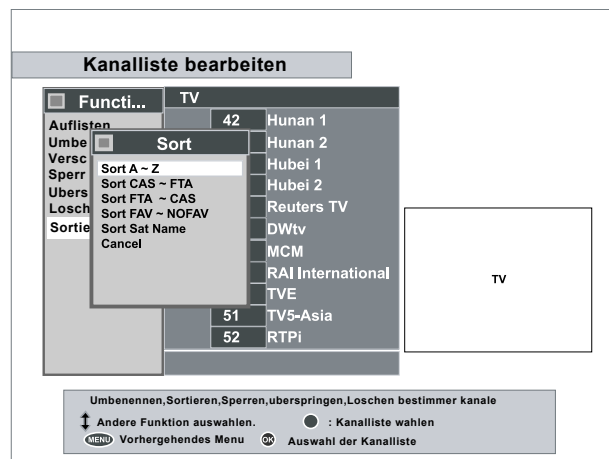 Kanalliste bearbeiten
Functi...
TV
Auflisten
Umbe
Versc
Sperr
Ubers
Losch
Sortie
Sort
Sort A ~ Z
Sort CAS ~ FTA
Sort FTA ~ CAS
Sort FAV ~ NOFAV
Sort Sat Name
Cancel
42 Hunan 1
Hunan 2
Hubei 1
Hubei 2
Reuters TV
DWtv
MCM
RAI International
TVE
51 TV5-Asia
52 RTPi
TV
Umbenennen,Sortieren,Sperren,uberspringen,Loschen bestimmer kanale
Andere Funktion auswahlen. : Kanalliste wahlen
MENU Vorhergehendes Menu OK Auswahl der Kanalliste